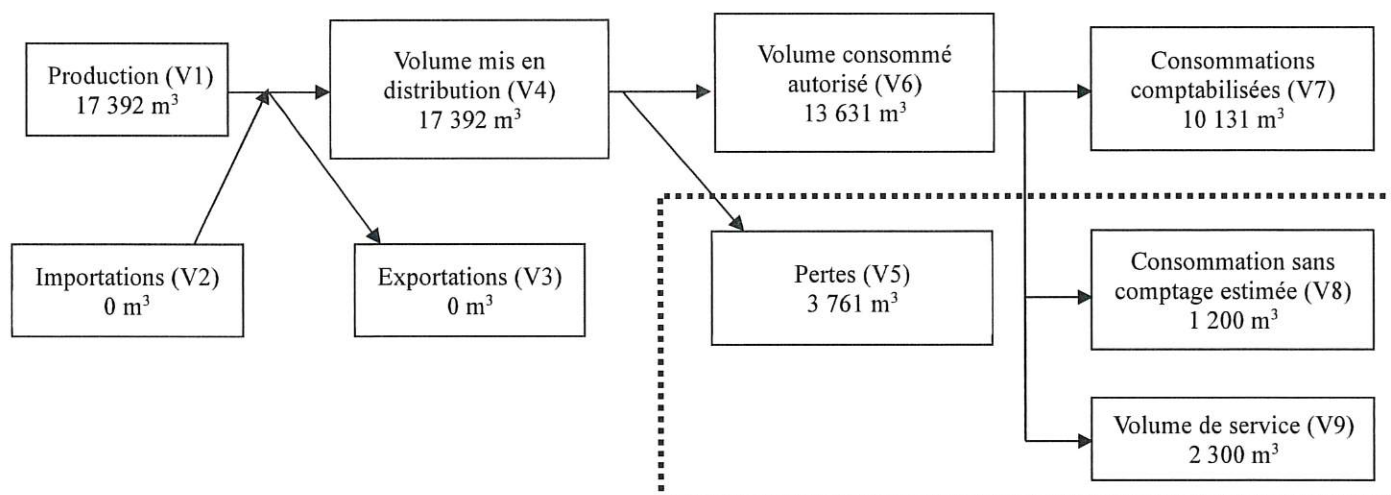 Production (V1)
17 392 m³
Volume mis en
distribution (V4)
17 392 m³
Volume consommé
autorisé (V6)
13 631 m³
Consommations
comptabilisées (V7)
10 131 m³
Importations (V2)
0 m³
Exportations (V3)
0 m³
Pertes (V5)
3 761 m³
Consommation sans
comptage estimée (V8)
1 200 m³
Volume de service (V9)
2 300 m³